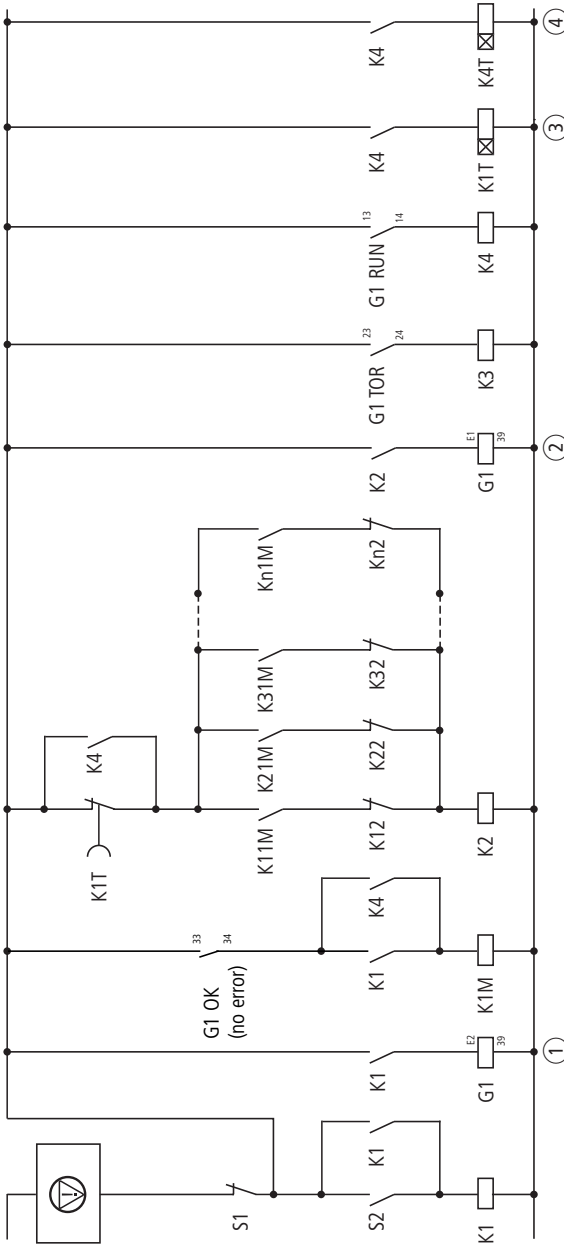 K4
K4T
4
K4
K1T
3
13
14
G1 RUN
K4
23
24
G1 TOR
K3
K2
E1
39
G1
2
Kn1M
Kn2
K31M
K32
K4
K21M
K22
K1T
K11M
K12
K2
33
34
G1 OK
(no error)
K4
K1
K1M
K1
E2
39
G1
1
K1
!
S1
S2
K1